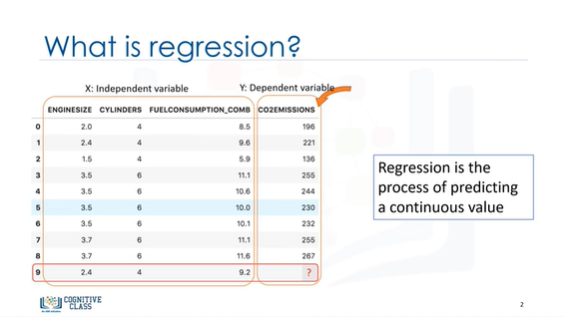 What is regression?
X: Independent variable Y: Dependent variable
ENGINESIZE CYLINDERS FUELCONSUMPTION_COMB CO2EMISSIONS
0 2.0 4 8.5 196
1 2.4 4 9.6 221
2 1.5 4 5.9 136
3 3.5 6 11.1 255
4 3.5 6 10.6 244
5 3.5 6 10.0 230
6 3.5 6 10.1 232
7 3.7 6 11.1 255
8 3.7 6 11.6 267
9 2.4 4 9.2 ?
Regression is the
process of predicting
a continuous value
COGNITIVE
CLASS
2